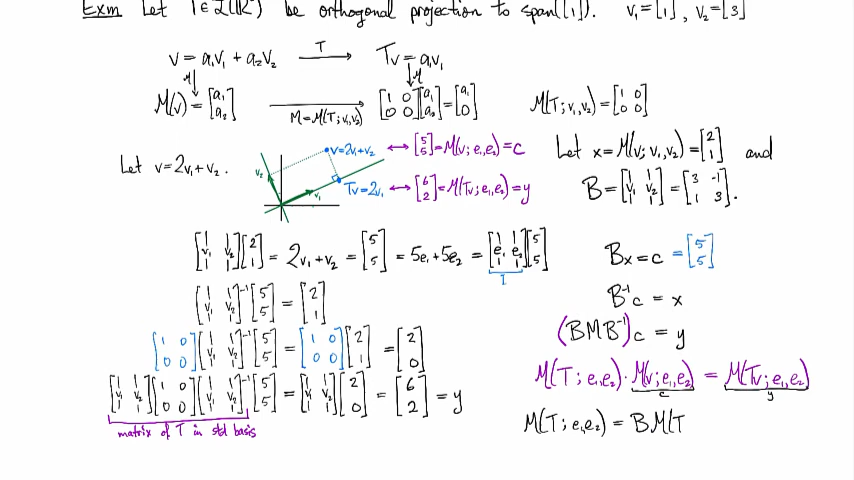 Exm Let T∈L(ℝ²) be orthogonal projection to span([3 1]). v₁=[3 1], v₂=[-1 3]
v = a₁v₁ + a₂v₂ →T Tv = a₁v₁
M(v) = [a₁ a₂] → M=M(T;v₁,v₂) [1 0; 0 0][a₁ a₂] = [a₁ 0] M(T;v₁,v₂) = [1 0; 0 0]
Let v=2v₁+v₂.
v=2v₁+v₂ ↔ [5 5] = M(v;e₁,e₂) = c
Tv=2v₁ ↔ [6 2] = M(Tv;e₁,e₂) = y
v₂ v₁
Let x = M(v;v₁,v₂) = [2 1] and
B = [v₁ v₂] = [3 -1; 1 3].
[v₁ v₂][2 1] = 2v₁+v₂ = [5 5] = 5e₁+5e₂ = [e₁ e₂][5 5]
I
Bx = c = [5 5]
[v₁ v₂]⁻¹[5 5] = [2 1]
B⁻¹c = x
[1 0; 0 0][v₁ v₂]⁻¹[5 5] = [1 0; 0 0][2 1] = [2 0]
(BMB⁻¹)c = y
[v₁ v₂][1 0; 0 0][v₁ v₂]⁻¹[5 5] = [v₁ v₂][2 0] = [6 2] = y
matrix of T in std basis
M(T;e₁,e₂)·M(v;e₁,e₂) = M(Tv;e₁,e₂)
c y
M(T;e₁,e₂) = BM(T